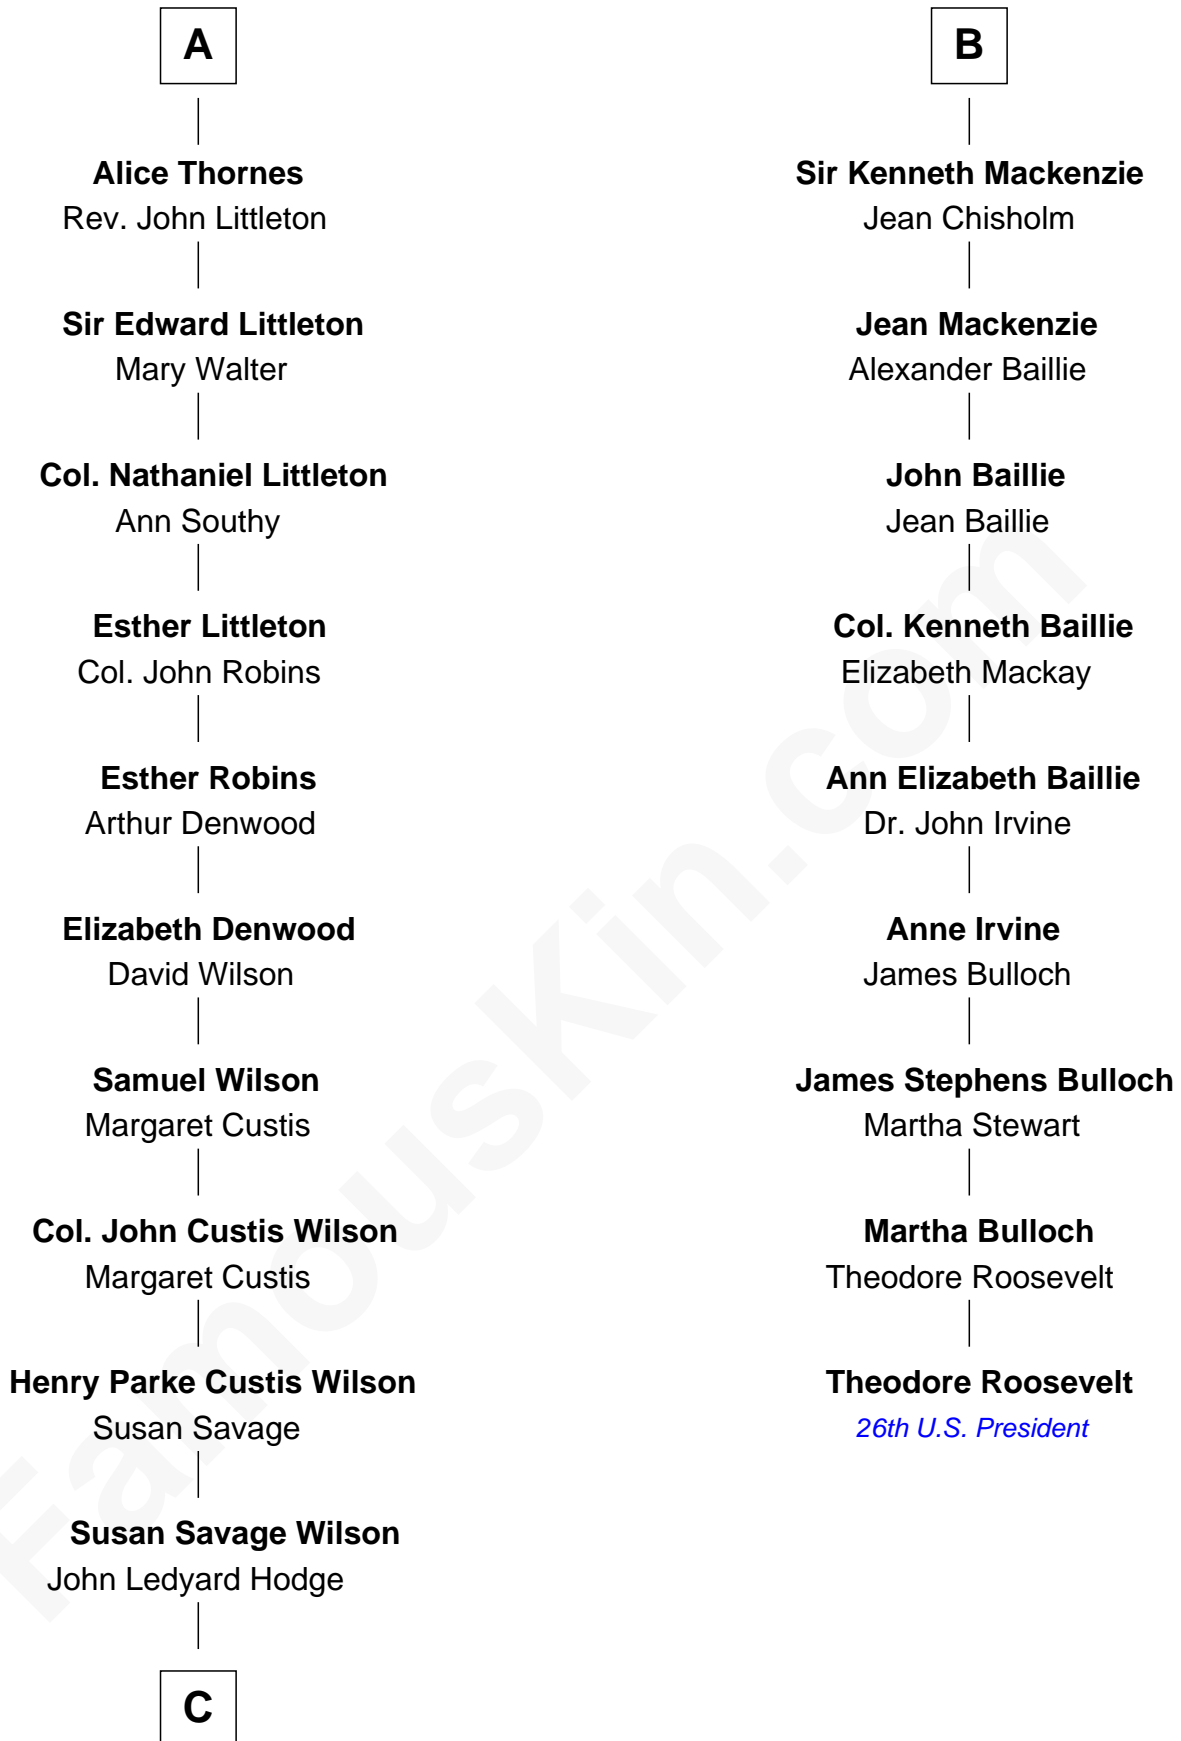 A
Alice Thornes
Rev. John Littleton
Sir Edward Littleton
Mary Walter
Col. Nathaniel Littleton
Ann Southy
Esther Littleton
Col. John Robins
Esther Robins
Arthur Denwood
Elizabeth Denwood
David Wilson
Samuel Wilson
Margaret Custis
Col. John Custis Wilson
Margaret Custis
Henry Parke Custis Wilson
Susan Savage
Susan Savage Wilson
John Ledyard Hodge
C
B
Sir Kenneth Mackenzie
Jean Chisholm
Jean Mackenzie
Alexander Baillie
John Baillie
Jean Baillie
Col. Kenneth Baillie
Elizabeth Mackay
Ann Elizabeth Baillie
Dr. John Irvine
Anne Irvine
James Bulloch
James Stephens Bulloch
Martha Stewart
Martha Bulloch
Theodore Roosevelt
Theodore Roosevelt
26th U.S. President
FamousKin.com